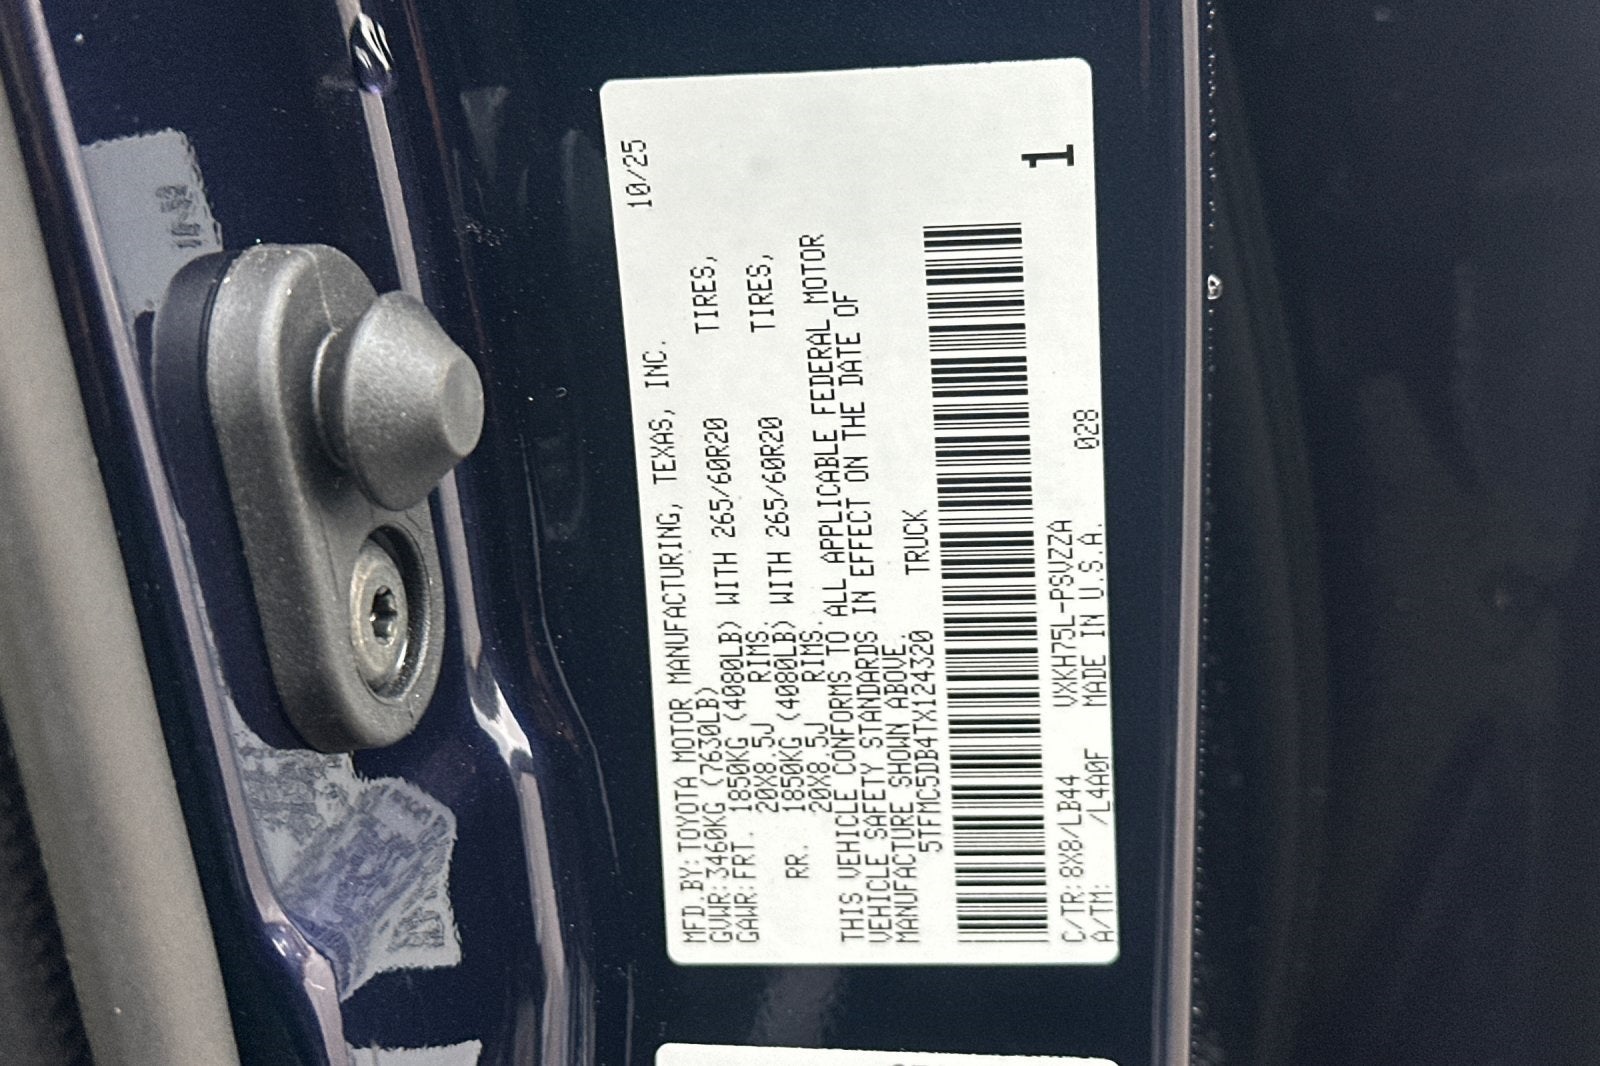 MFD.BY:TOYOTA MOTOR MANUFACTURING, TEXAS, INC. 10/25
GVWR:3460KG(7630LB)
GAWR:FRT. 1850KG (4080LB) WITH 265/60R20 TIRES,
20X8.5J RIMS.
RR. 1850KG (4080LB) WITH 265/60R20 TIRES,
20X8.5J RIMS.
THIS VEHICLE CONFORMS TO ALL APPLICABLE FEDERAL MOTOR
VEHICLE SAFETY STANDARDS IN EFFECT ON THE DATE OF
MANUFACTURE SHOWN ABOVE.
5TFMC5DB4TX124320 TRUCK
1
C/TR:8X8/LB44 VXKH75L-PSVZZA
A/TM: /L4A0F MADE IN U.S.A. 028